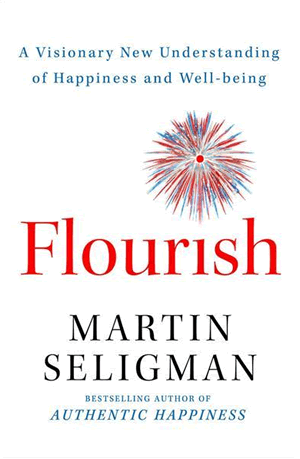 A Visionary New Understanding
of Happiness and Well-being
Flourish
MARTIN
SELIGMAN
BESTSELLING AUTHOR OF
AUTHENTIC HAPPINESS